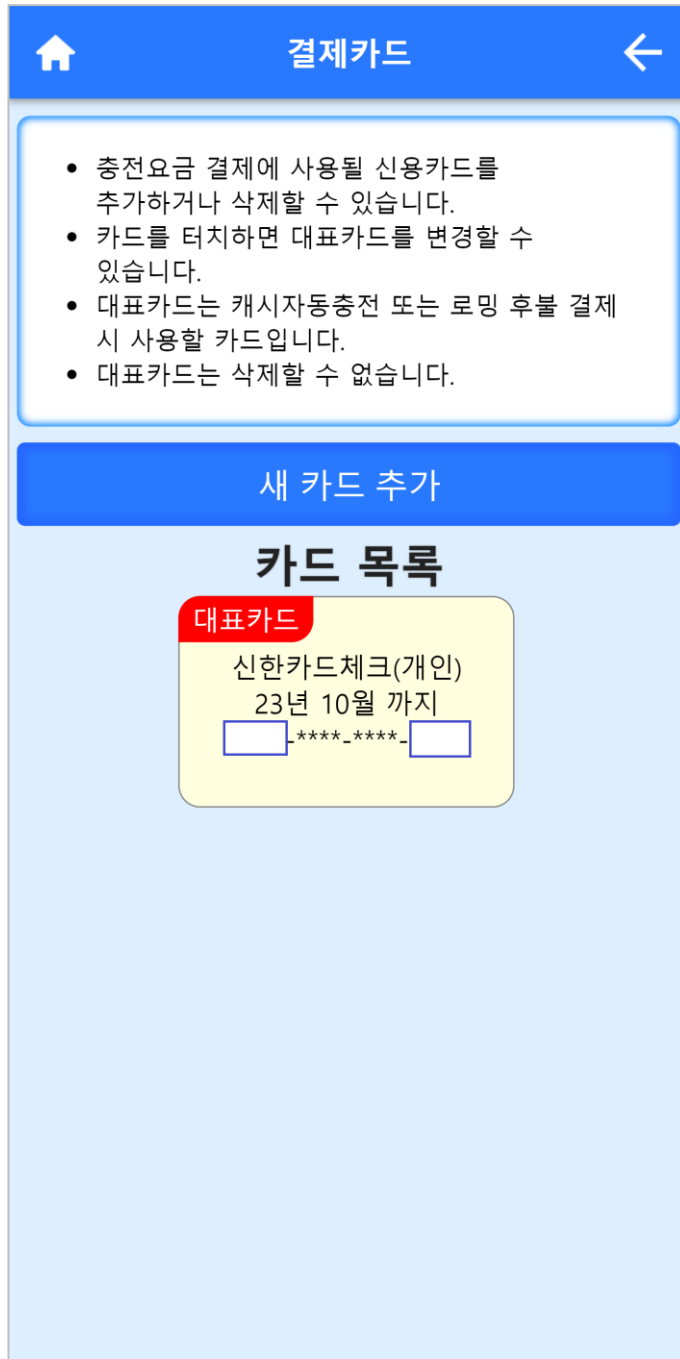 결제카드
• 충전요금 결제에 사용될 신용카드를
추가하거나 삭제할 수 있습니다.
• 카드를 터치하면 대표카드를 변경할 수
있습니다.
• 대표카드는 캐시자동충전 또는 로밍 후불 결제
시 사용할 카드입니다.
• 대표카드는 삭제할 수 없습니다.
새 카드 추가
카드 목록
대표카드
신한카드체크(개인)
23년 10월 까지
-****-****-